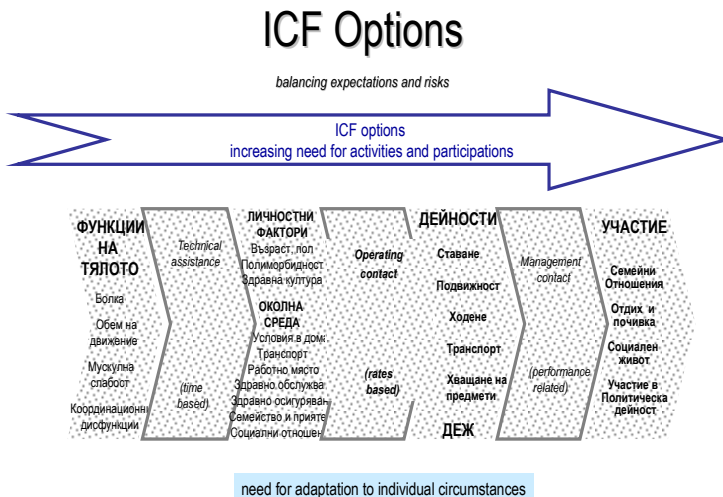 ICF Options
balancing expectations and risks
ICF options
increasing need for activities and participations
ФУНКЦИИ
НА
ТЯЛОТО
Болка
Обем на
движение
Мускулна
слабост
Координационни
дисфункции
Technical
assistance
(time
based)
ЛИЧНОСТНИ
ФАКТОРИ
Възраст, пол
Полиморбидност
Здравна култура
ОКОЛНА
СРЕДА
Условия в дома
Транспорт
Работно място
Здравно обслужва
Здравно осигуряван
Семейство и прияте
Социални отношен
Operating
contact
(rates
based)
ДЕЙНОСТИ
Ставане
Подвижност
Ходене
Транспорт
Хващане на
предмети
ДЕЖ
Management
contact
(performance
related)
УЧАСТИЕ
Семейни
Отношения
Отдих и
почивка
Социален
живот
Участие в
Политическа
дейност
need for adaptation to individual circumstances